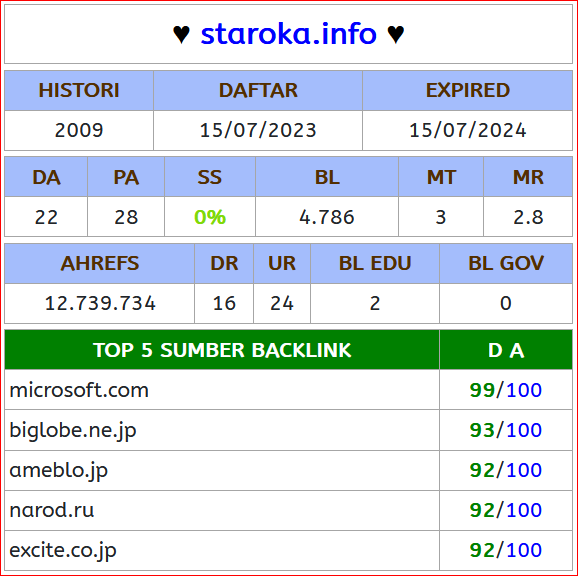 ♥ staroka.info ♥
HISTORI DAFTAR EXPIRED
2009 15/07/2023 15/07/2024
DA PA SS BL MT MR
22 28 0% 4.786 3 2.8
AHREFS DR UR BL EDU BL GOV
12.739.734 16 24 2 0
TOP 5 SUMBER BACKLINK D A
microsoft.com 99/100
biglobe.ne.jp 93/100
ameblo.jp 92/100
narod.ru 92/100
excite.co.jp 92/100